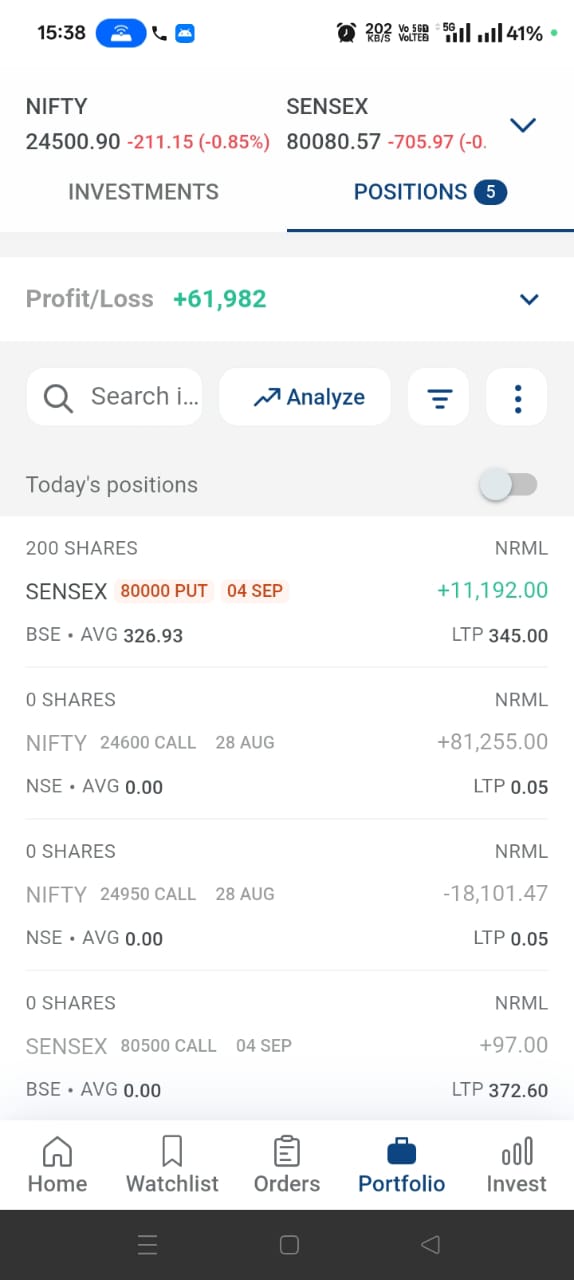 15:38 202 KB/S Vo 5GD VoLTEB 5G 41%
NIFTY SENSEX
24500.90 -211.15 (-0.85%) 80080.57 -705.97 (-0.
INVESTMENTS POSITIONS 5
Profit/Loss +61,982
Search i... Analyze
Today's positions
200 SHARES NRML
SENSEX 80000 PUT 04 SEP +11,192.00
BSE • AVG 326.93 LTP 345.00
0 SHARES NRML
NIFTY 24600 CALL 28 AUG +81,255.00
NSE • AVG 0.00 LTP 0.05
0 SHARES NRML
NIFTY 24950 CALL 28 AUG -18,101.47
NSE • AVG 0.00 LTP 0.05
0 SHARES NRML
SENSEX 80500 CALL 04 SEP +97.00
BSE • AVG 0.00 LTP 372.60
Home Watchlist Orders Portfolio Invest